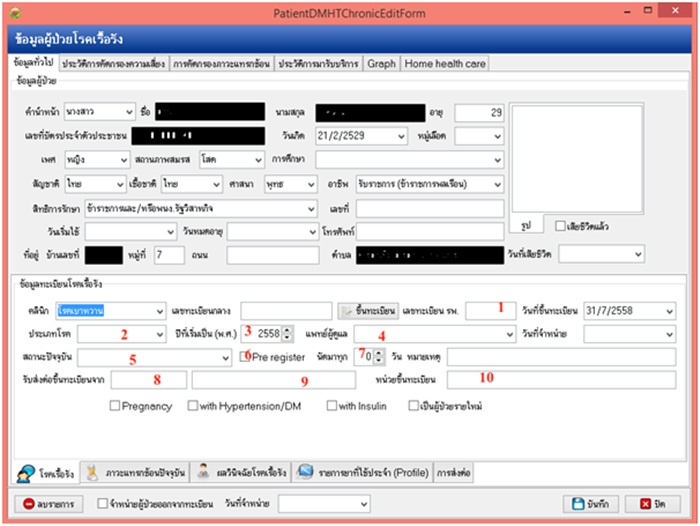 PatientDMHTChronicEditForm
ข้อมูลผู้ป่วยโรคเรื้อรัง
ข้อมูลทั่วไป ประวัติการคัดกรองความเสี่ยง การคัดกรองภาวะแทรกซ้อน ประวัติการมารับบริการ Graph Home health care
ข้อมูลผู้ป่วย
คำนำหน้า นางสาว ชื่อ นามสกุล อายุ 29
เลขที่บัตรประจำตัวประชาชน วันเกิด 21/2/2529 หมู่เลือด
เพศ หญิง สถานภาพสมรส โสด การศึกษา
สัญชาติ ไทย เชื้อชาติ ไทย ศาสนา พุทธ อาชีพ รับราชการ (ข้าราชการพลเรือน)
สิทธิการรักษา ข้าราชการและ/หรือพนง.รัฐวิสาหกิจ เลขที่ รูป เสียชีวิตแล้ว
วันเริ่มใช้ วันหมดอายุ โทรศัพท์
ที่อยู่ บ้านเลขที่ หมู่ที่ 7 ถนน ตำบล วันที่เสียชีวิต
ข้อมูลทะเบียนโรคเรื้อรัง
คลินิก โรคเบาหวาน เลขทะเบียนกลาง ขึ้นทะเบียน เลขทะเบียน รพ. 1 วันที่ขึ้นทะเบียน 31/7/2558
ประเภทโรค 2 ปีที่เริ่มเป็น (พ.ศ.) 3 2558 แพทย์ผู้ดูแล 4 วันที่จำหน่าย
สถานะปัจจุบัน 5 6 Pre register นัดมาทุก 7 0 วัน หมายเหตุ
รับส่งต่อขึ้นทะเบียนจาก 8 9 หน่วยขึ้นทะเบียน 10
Pregnancy with Hypertension/DM with Insulin เป็นผู้ป่วยรายใหม่
โรคเรื้อรัง ภาวะแทรกซ้อนปัจจุบัน ผลวินิจฉัยโรคเรื้อรัง รายการยาที่ใช้ประจำ (Profile) การส่งต่อ
ลบรายการ จำหน่ายผู้ป่วยออกจากทะเบียน วันที่จำหน่าย บันทึก ปิด